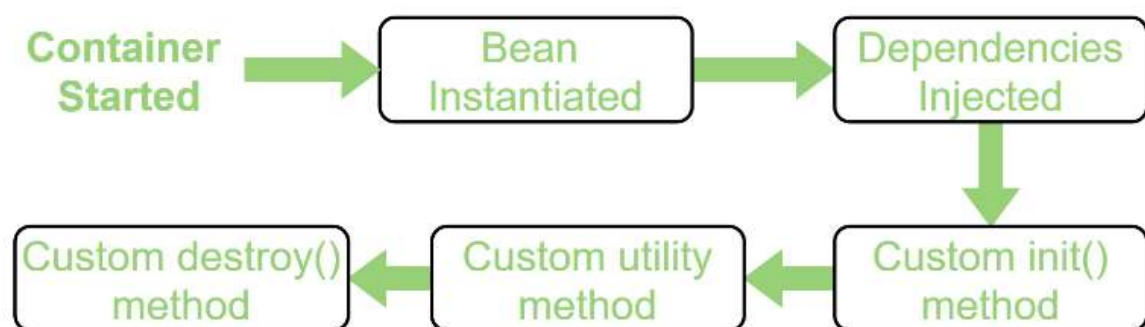 Container
Started
Bean
Instantiated
Dependencies
Injected
Custom init()
method
Custom utility
method
Custom destroy()
method